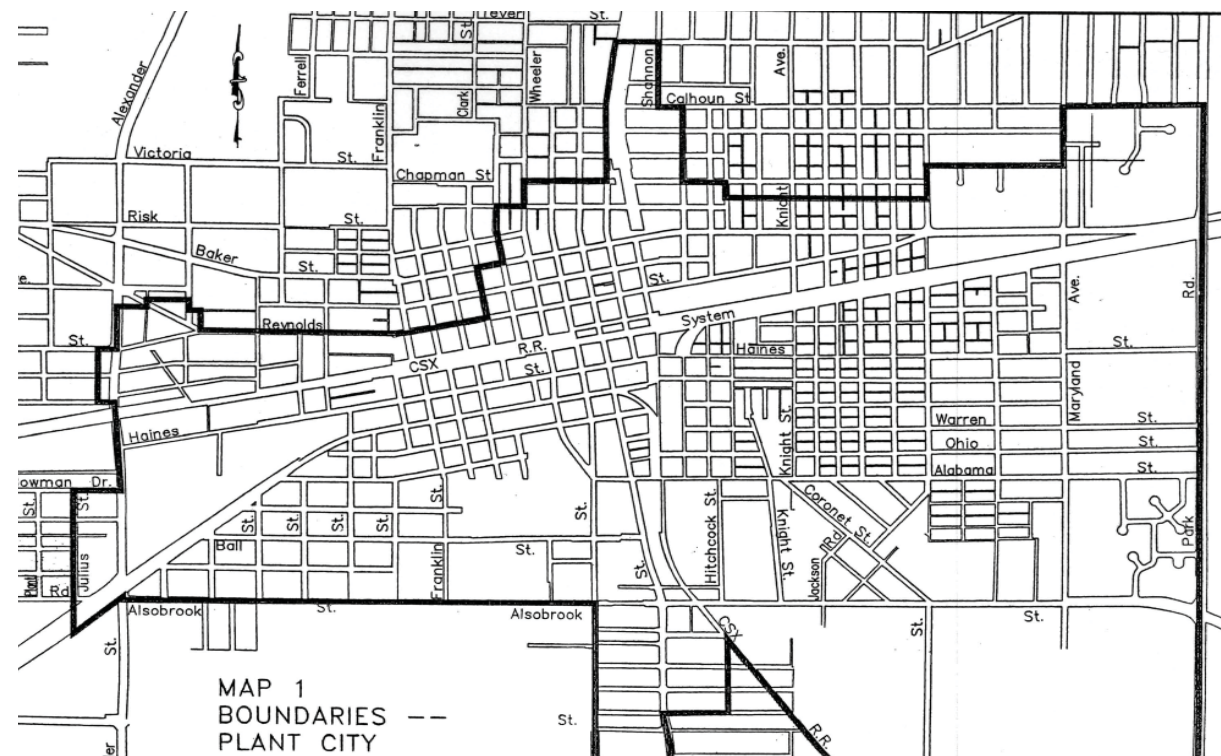 St.
St.
Alexander
Ferrell
Franklin
Clark
Wheeler
Shannon
Ave.
Calhoun St.
Victoria
St.
Chapman St
Risk
St.
Knight
Baker
St.
St.
Ave.
Rd.
Reynolds
System
St.
R.R.
CSX
St.
Haines
St.
Maryland
Haines
Knight St.
Warren
St.
Ohio
St.
Alabama
St.
Dr.
St.
St.
St.
St.
St.
St.
St.
St.
Hitchcock St.
Coronet St.
Knight St.
Ball
St.
Franklin
St.
Rd
Jackson
Park
Julius
Rd
Alsobrook
St.
Alsobrook
St.
St.
St.
CSX
R.R.
St.
MAP 1
BOUNDARIES --
PLANT CITY